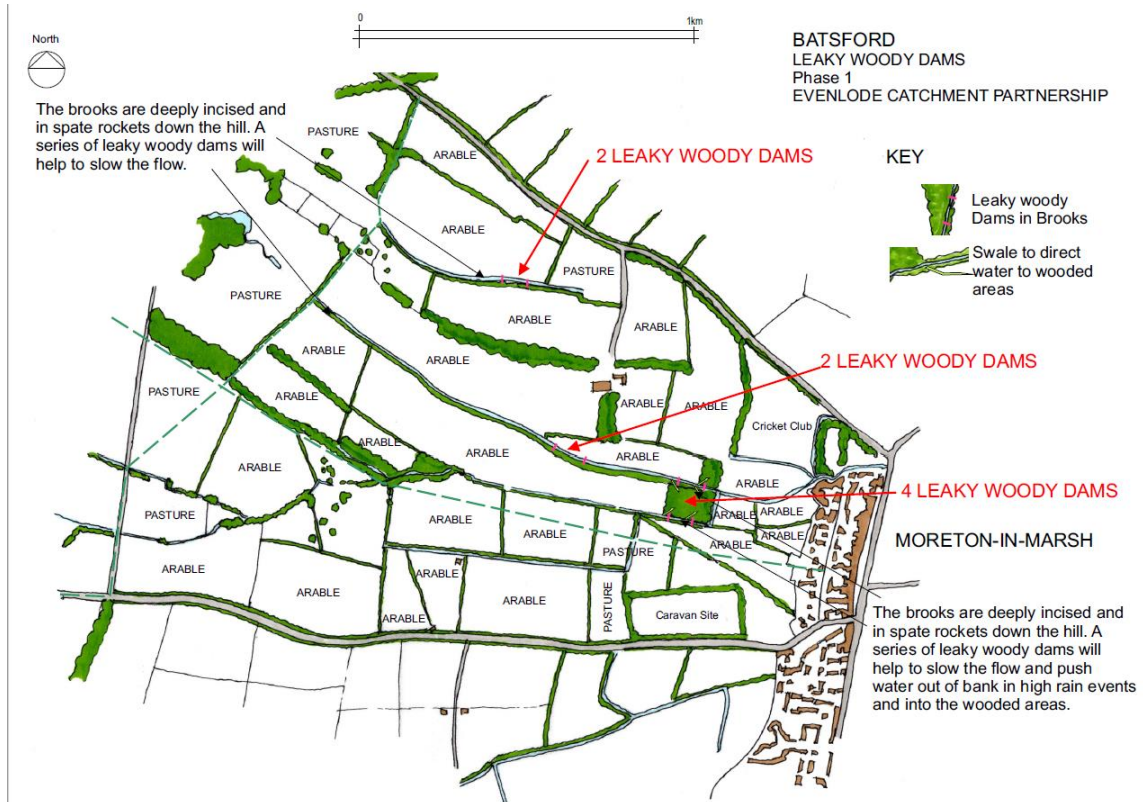 0
1km
North
BATSFORD
LEAKY WOODY DAMS
Phase 1
EVENLODE CATCHMENT PARTNERSHIP
The brooks are deeply incised and
in spate rockets down the hill. A
series of leaky woody dams will
help to slow the flow.
KEY
Leaky woody
Dams in Brooks
Swale to direct
water to wooded
areas
PASTURE
ARABLE
2 LEAKY WOODY DAMS
ARABLE
PASTURE
PASTURE
ARABLE
ARABLE
ARABLE
ARABLE
2 LEAKY WOODY DAMS
PASTURE
ARABLE
ARABLE
ARABLE
Cricket Club
ARABLE
ARABLE
ARABLE
ARABLE
ARABLE
4 LEAKY WOODY DAMS
PASTURE
ARABLE
ARABLE
ARABLE
ARABLE
ARABLE
ARABLE
MORETON-IN-MARSH
PASTURE
ARABLE
ARABLE
ARABLE
ARABLE
PASTURE
Caravan Site
ARABLE
The brooks are deeply incised and
in spate rockets down the hill. A
series of leaky woody dams will
help to slow the flow and push
water out of bank in high rain events
and into the wooded areas.